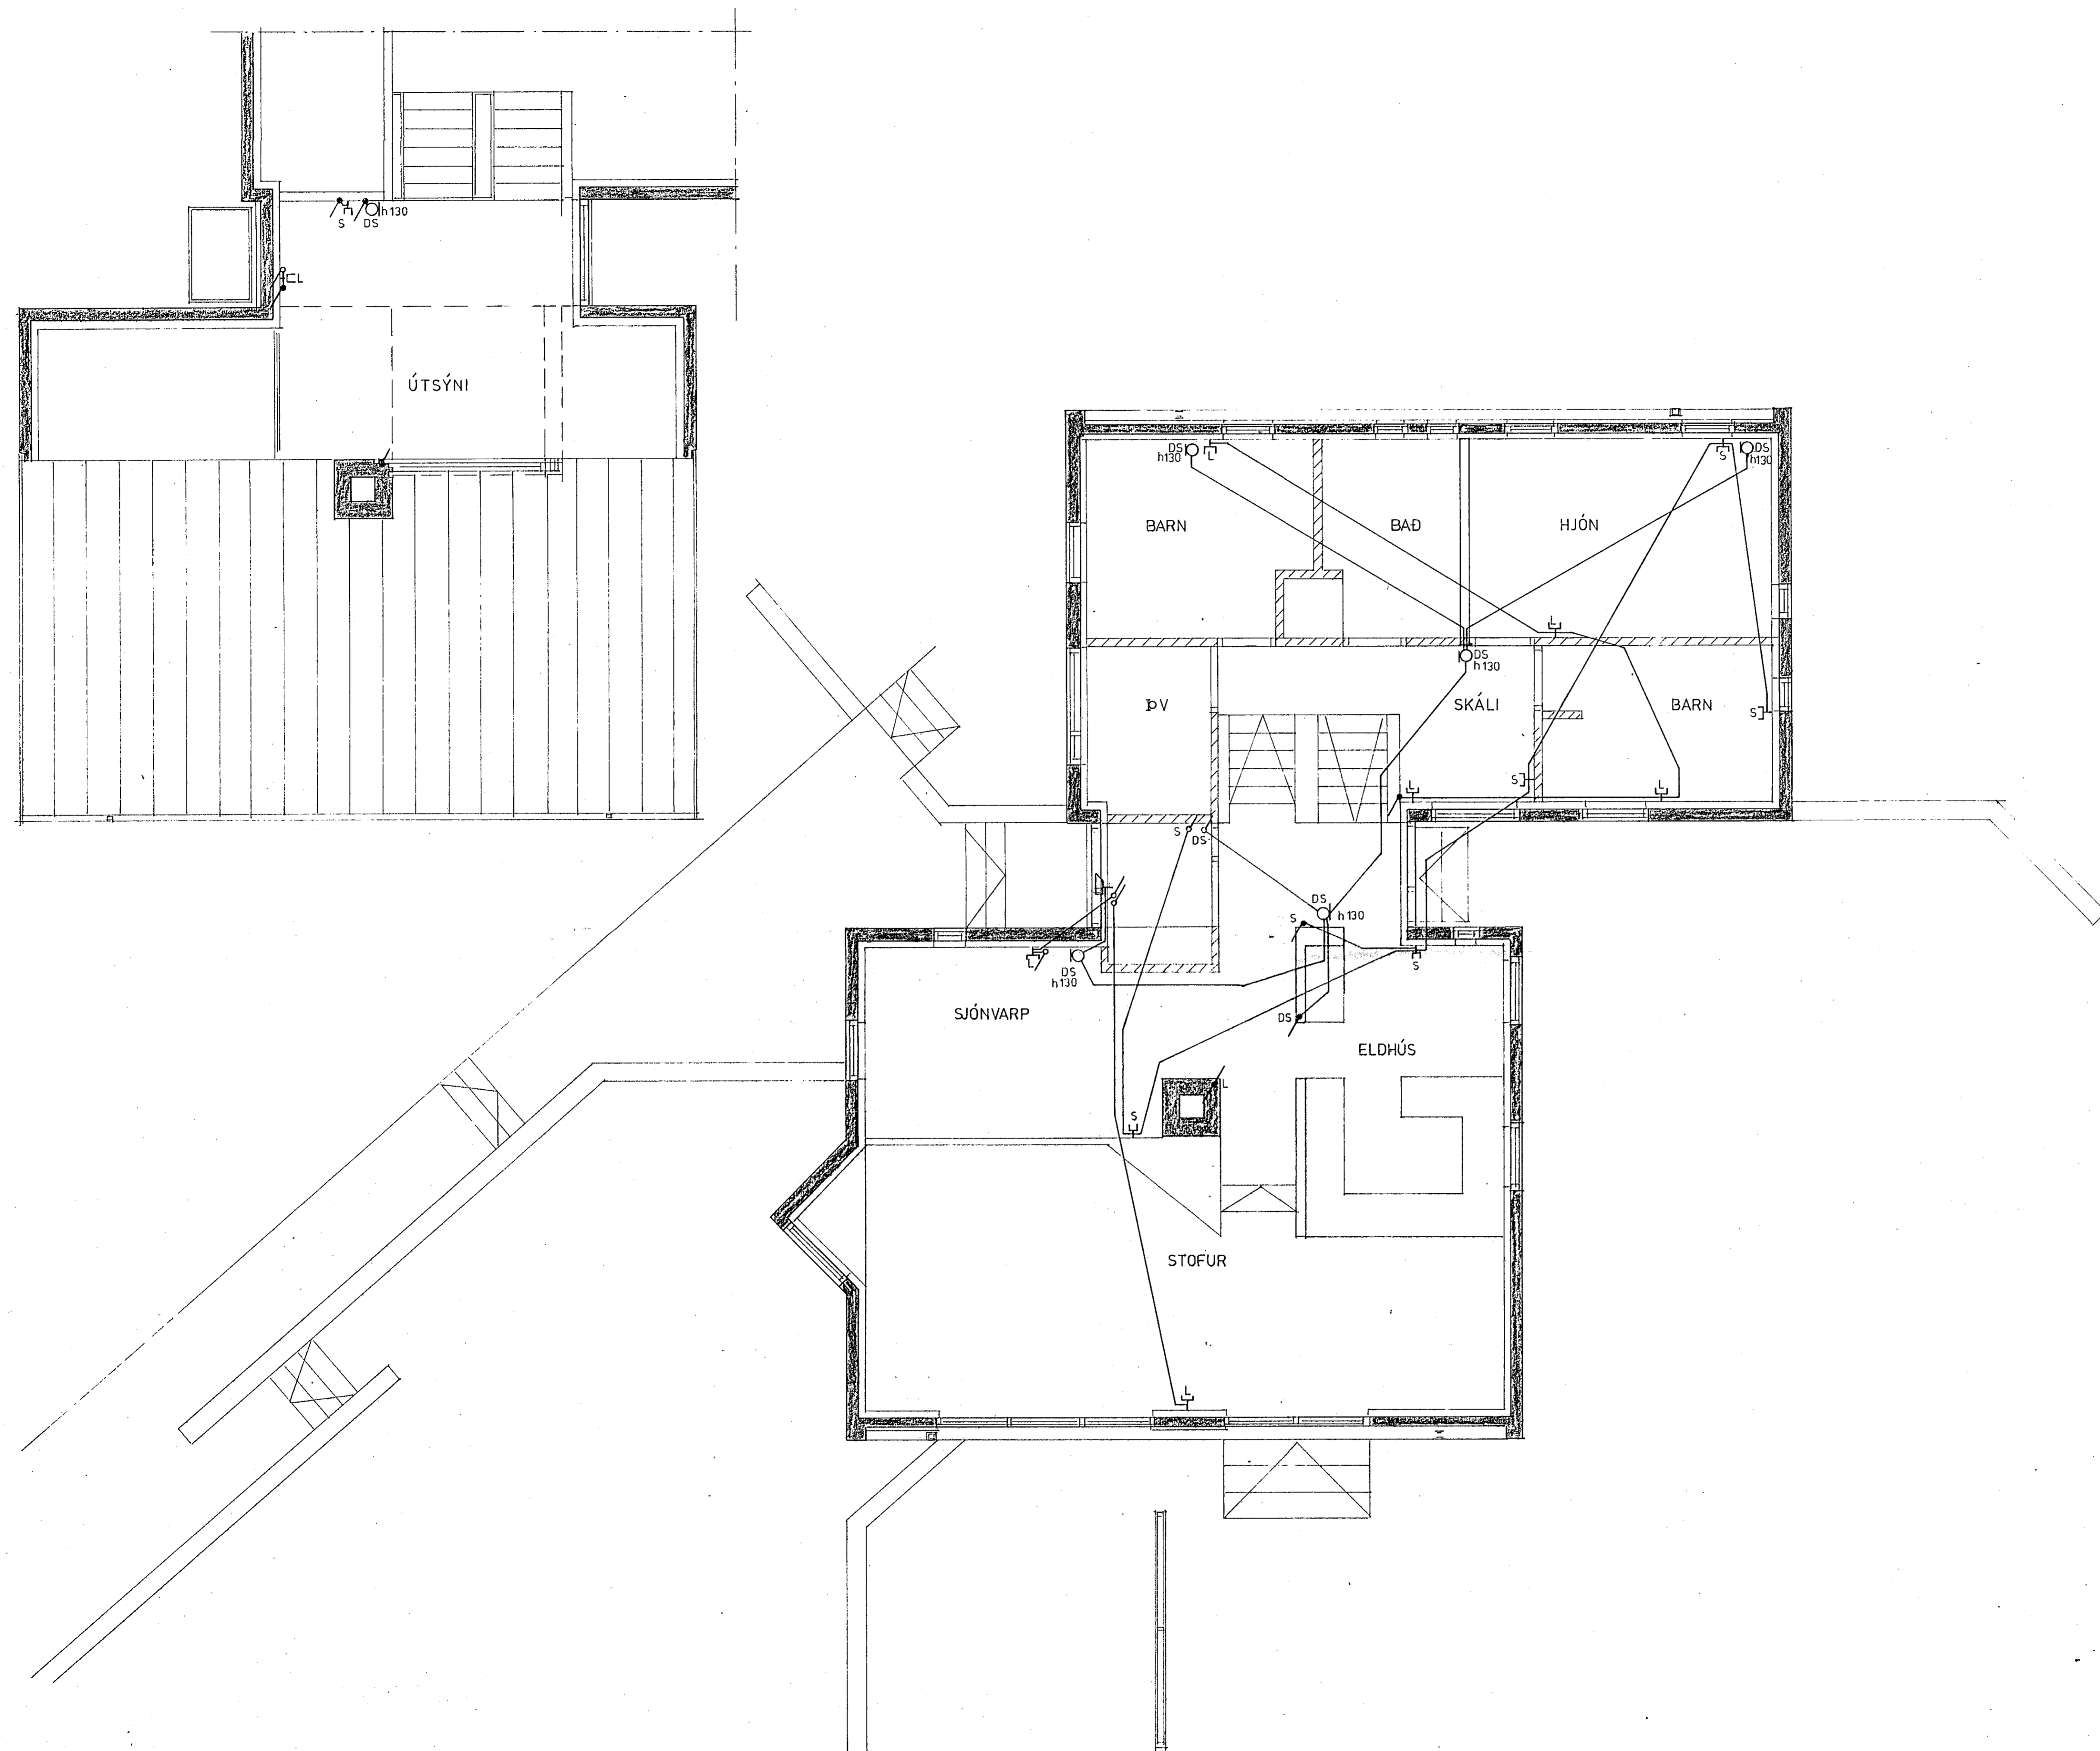 S DS h130
L
ÚTSÝNI
DS
h130
L
S
DS
h130
BARN
BAÐ
HJÓN
L
DS
h130
ÞV
SKÁLI
BARN
S
S
L
L
S
DS
DS
h130
S
L
DS
h130
S
SJÓNVARP
DS
ELDHÚS
L
S
STOFUR
L